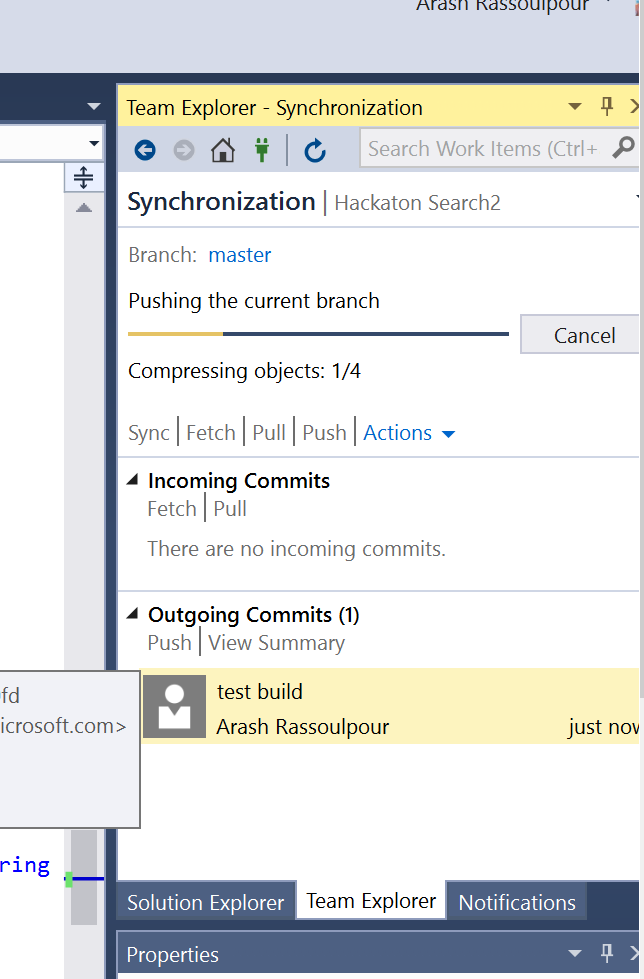 Arash Rassoulpour
Team Explorer - Synchronization
Search Work Items (Ctrl+
Synchronization | Hackaton Search2
Branch: master
Pushing the current branch
Cancel
Compressing objects: 1/4
Sync | Fetch | Pull | Push | Actions
Incoming Commits
Fetch | Pull
There are no incoming commits.
Outgoing Commits (1)
Push | View Summary
fd
icrosoft.com>
test build
Arash Rassoulpour
just now
ring
Solution Explorer
Team Explorer
Notifications
Properties